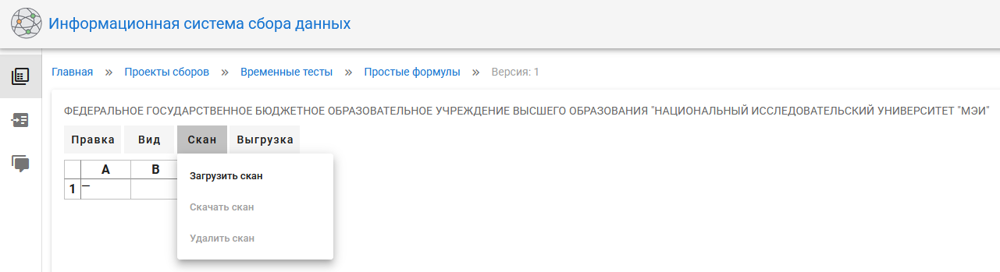 Информационная система сбора данных
Главная » Проекты сборов » Временные тесты » Простые формулы » Версия: 1
ФЕДЕРАЛЬНОЕ ГОСУДАРСТВЕННОЕ БЮДЖЕТНОЕ ОБРАЗОВАТЕЛЬНОЕ УЧРЕЖДЕНИЕ ВЫСШЕГО ОБРАЗОВАНИЯ "НАЦИОНАЛЬНЫЙ ИССЛЕДОВАТЕЛЬСКИЙ УНИВЕРСИТЕТ "МЭИ"
Правка Вид Скан Выгрузка
A B
1 —
Загрузить скан
Скачать скан
Удалить скан